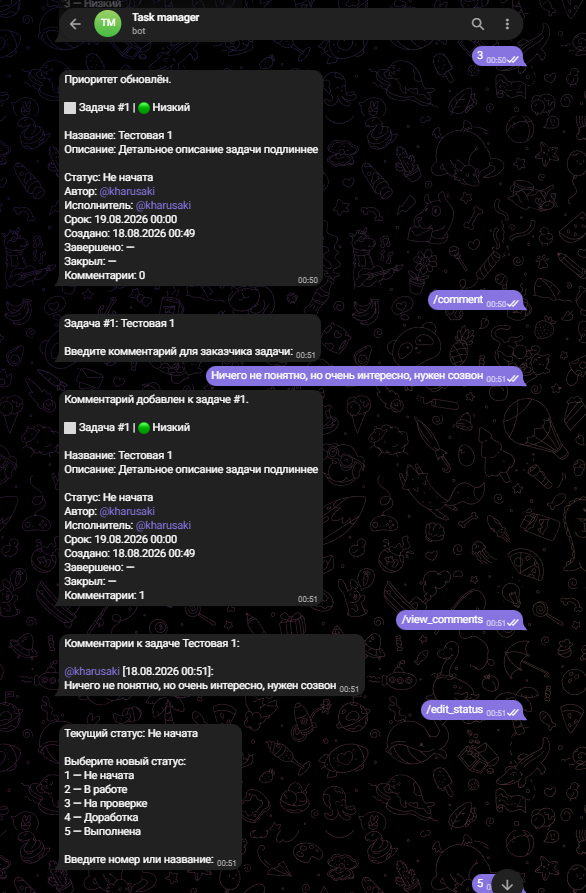 3 — Низкий
TM
Task manager
bot
3 00:50
Приоритет обновлён.
Задача #1 | Низкий
Название: Тестовая 1
Описание: Детальное описание задачи подлиннее
Статус: Не начата
Автор: @kharusaki
Исполнитель: @kharusaki
Срок: 19.08.2026 00:00
Создано: 18.08.2026 00:49
Завершено: —
Закрыл: —
Комментарии: 0
00:50
/comment 00:50
Задача #1: Тестовая 1
Введите комментарий для заказчика задачи: 00:51
Ничего не понятно, но очень интересно, нужен созвон 00:51
Комментарий добавлен к задаче #1.
Задача #1 | Низкий
Название: Тестовая 1
Описание: Детальное описание задачи подлиннее
Статус: Не начата
Автор: @kharusaki
Исполнитель: @kharusaki
Срок: 19.08.2026 00:00
Создано: 18.08.2026 00:49
Завершено: —
Закрыл: —
Комментарии: 1
00:51
/view_comments 00:51
Комментарии к задаче Тестовая 1:
@kharusaki [18.08.2026 00:51]:
Ничего не понятно, но очень интересно, нужен созвон 00:51
/edit_status 00:51
Текущий статус: Не начата
Выберите новый статус:
1 — Не начата
2 — В работе
3 — На проверке
4 — Доработка
5 — Выполнена
Введите номер или название: 00:51
5